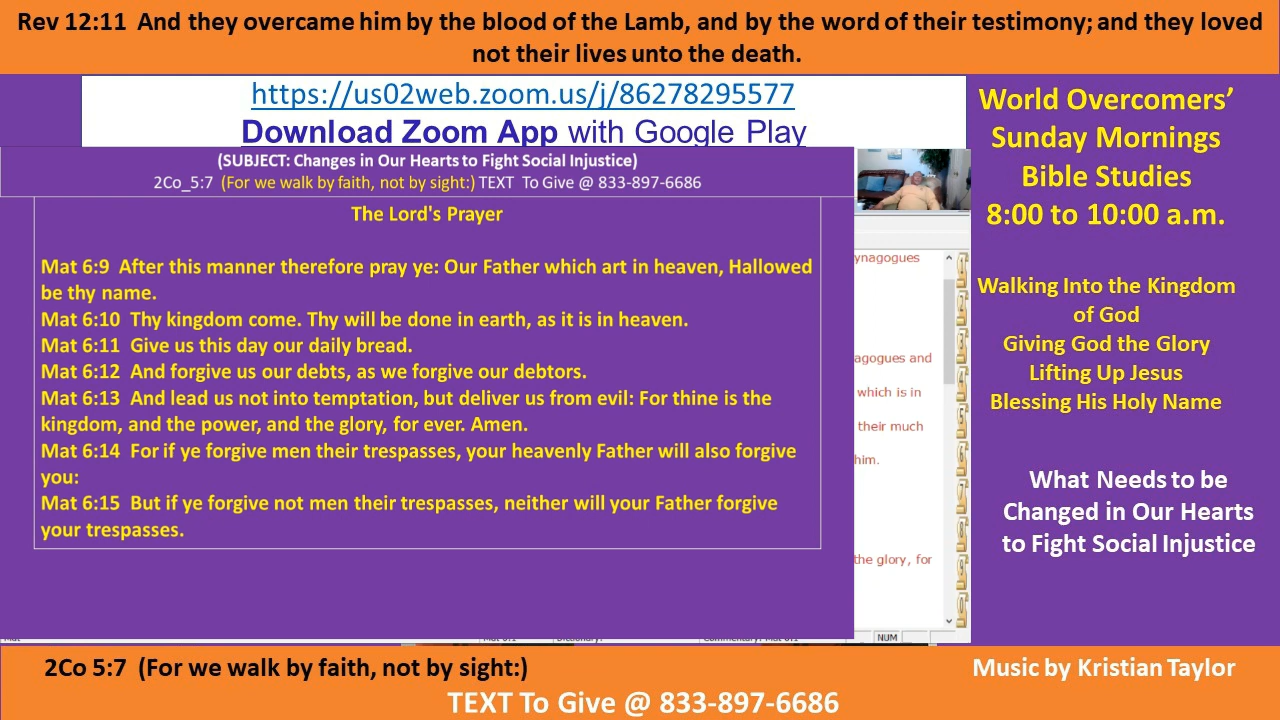 Rev 12:11 And they overcame him by the blood of the Lamb, and by the word of their testimony; and they loved
not their lives unto the death.
https://us02web.zoom.us/j/86278295577
Download Zoom App with Google Play
(SUBJECT: Changes in Our Hearts to Fight Social Injustice)
2Co_5:7 (For we walk by faith, not by sight:) TEXT To Give @ 833-897-6686
The Lord's Prayer
Mat 6:9 After this manner therefore pray ye: Our Father which art in heaven, Hallowed
be thy name.
Mat 6:10 Thy kingdom come. Thy will be done in earth, as it is in heaven.
Mat 6:11 Give us this day our daily bread.
Mat 6:12 And forgive us our debts, as we forgive our debtors.
Mat 6:13 And lead us not into temptation, but deliver us from evil: For thine is the
kingdom, and the power, and the glory, for ever. Amen.
Mat 6:14 For if ye forgive men their trespasses, your heavenly Father will also forgive
you:
Mat 6:15 But if ye forgive not men their trespasses, neither will your Father forgive
your trespasses.
ynagogues
agogues and
which is in
their much
him.
the glory, for
NUM
World Overcomers’
Sunday Mornings
Bible Studies
8:00 to 10:00 a.m.
Walking Into the Kingdom
of God
Giving God the Glory
Lifting Up Jesus
Blessing His Holy Name
What Needs to be
Changed in Our Hearts
to Fight Social Injustice
2Co 5:7 (For we walk by faith, not by sight:)
Music by Kristian Taylor
TEXT To Give @ 833-897-6686